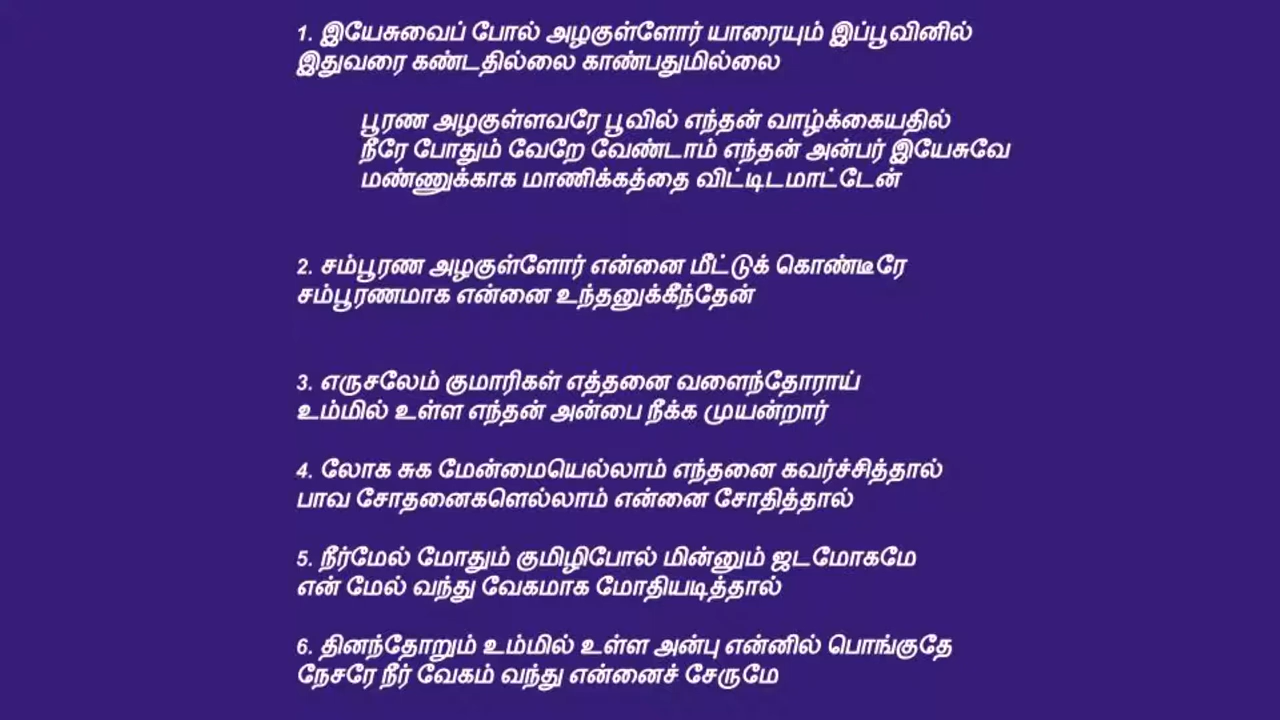 1. இயேசுவைப் போல் அழகுள்ளோர் யாரையும் இப்பூவினில்
இதுவரை கண்டதில்லை காண்பதுமில்லை
பூரண அழகுள்ளவரே பூவில் எந்தன் வாழ்க்கையதில்
நீரே போதும் வேறே வேண்டாம் எந்தன் அன்பர் இயேசுவே
மண்ணுக்காக மாணிக்கத்தை விட்டிடமாட்டேன்
2. சம்பூரண அழகுள்ளோர் என்னை மீட்டுக் கொண்டீரே
சம்பூரணமாக என்னை உந்தனுக்கீந்தேன்
3. எருசலேம் குமாரிகள் எத்தனை வளைந்தோராய்
உம்மில் உள்ள எந்தன் அன்பை நீக்க முயன்றார்
4. லோக சுக மேன்மையெல்லாம் எந்தனை கவர்ச்சித்தால்
பாவ சோதனைகளெல்லாம் என்னை சோதித்தால்
5. நீர்மேல் மோதும் குமிழிபோல் மின்னும் ஜடமோகமே
என் மேல் வந்து வேகமாக மோதியடித்தால்
6. தினந்தோறும் உம்மில் உள்ள அன்பு என்னில் பொங்குதே
நேசரே நீர் வேகம் வந்து என்னைச் சேருமே